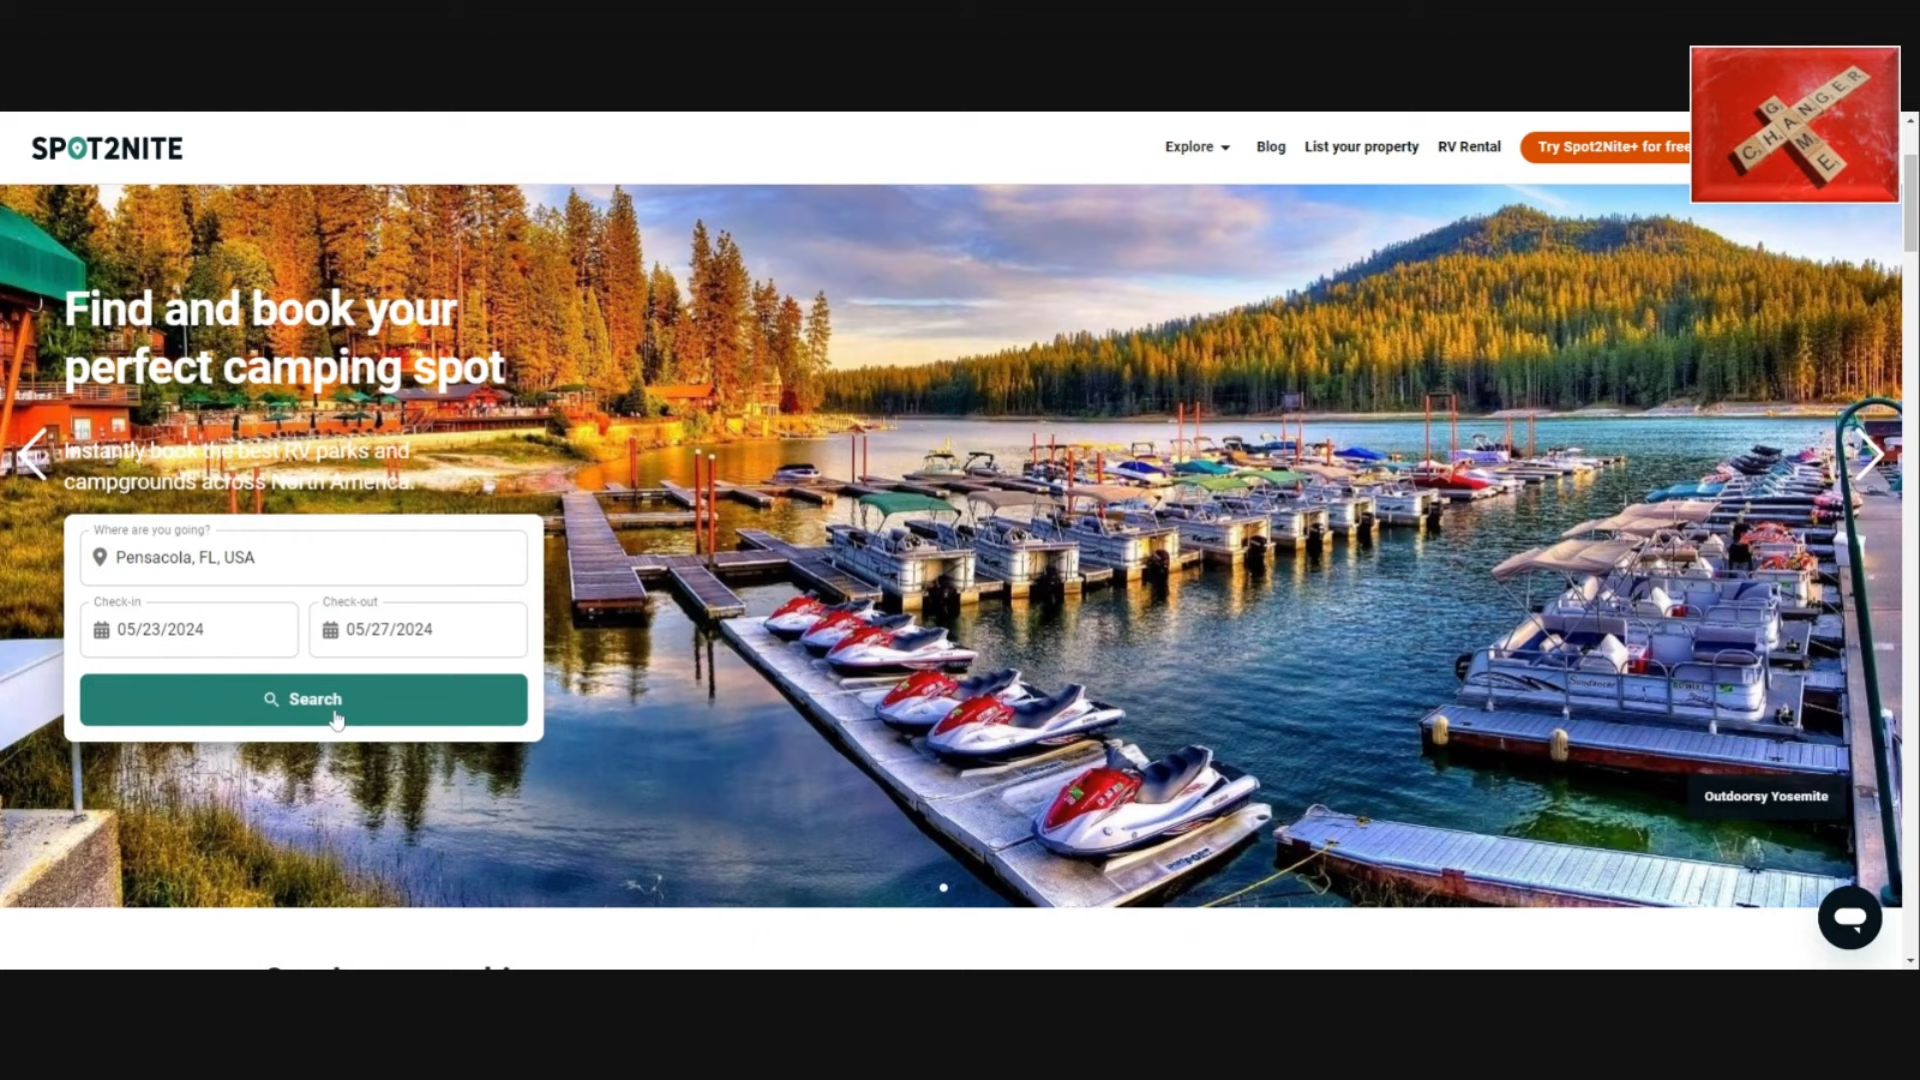 SPOT2NITE
Explore
Blog
List your property
RV Rental
Try Spot2Nite+ for free
CHANGER
GAME
Find and book your
perfect camping spot
Instantly book the best RV parks and
campgrounds across North America.
Where are you going?
Pensacola, FL, USA
Check-in
Check-out
05/23/2024
05/27/2024
Search
Outdoorsy Yosemite